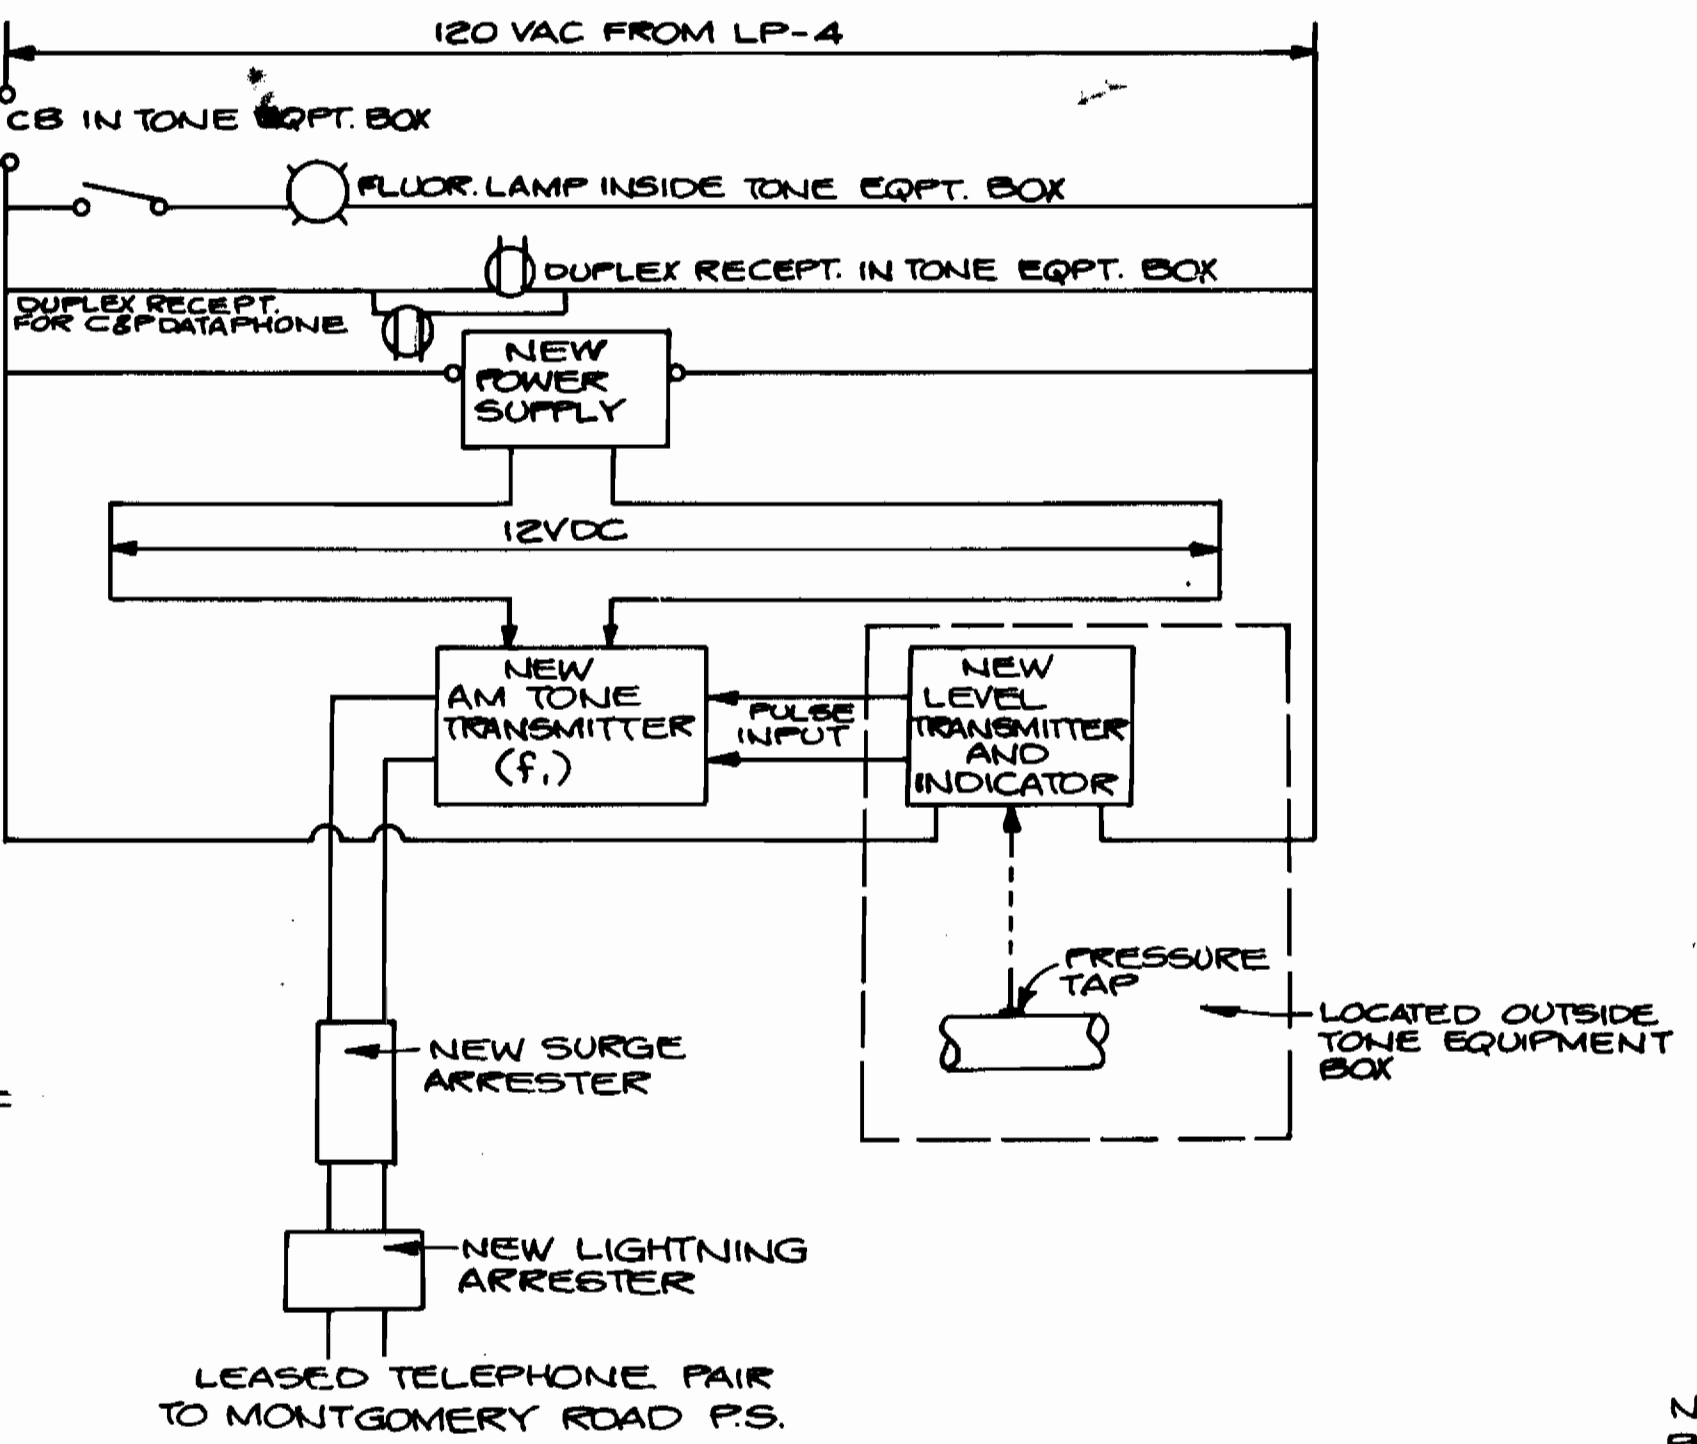 120 VAC FROM LP-4
CB IN TONE EQPT. BOX
FLUOR. LAMP INSIDE TONE EQPT. BOX
DUPLEX RECEPT. IN TONE EQPT. BOX
DUPLEX RECEPT.
FOR C&P DATAPHONE
NEW
POWER
SUPPLY
12VDC
NEW
AM TONE
TRANSMITTER
(f₁)
PULSE
INPUT
NEW
LEVEL
TRANSMITTER
AND
INDICATOR
PRESSURE
TAP
LOCATED OUTSIDE
TONE EQUIPMENT
BOX
NEW SURGE
ARRESTER
NEW LIGHTNING
ARRESTER
LEASED TELEPHONE PAIR
TO MONTGOMERY ROAD P.S.